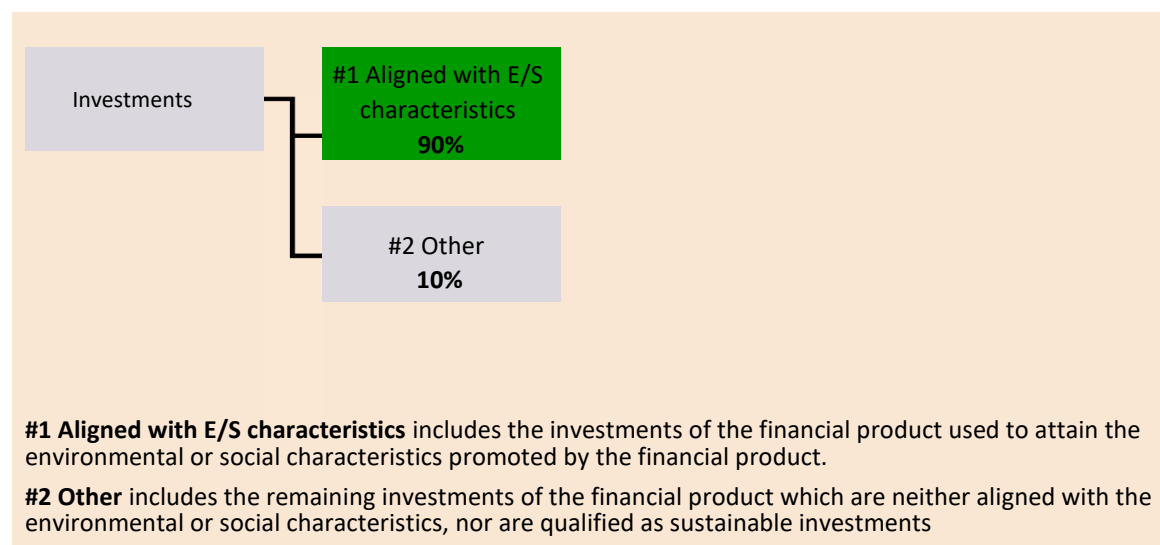 Investments
#1 Aligned with E/S
characteristics
90%
#2 Other
10%
#1 Aligned with E/S characteristics includes the investments of the financial product used to attain the
environmental or social characteristics promoted by the financial product.
#2 Other includes the remaining investments of the financial product which are neither aligned with the
environmental or social characteristics, nor are qualified as sustainable investments